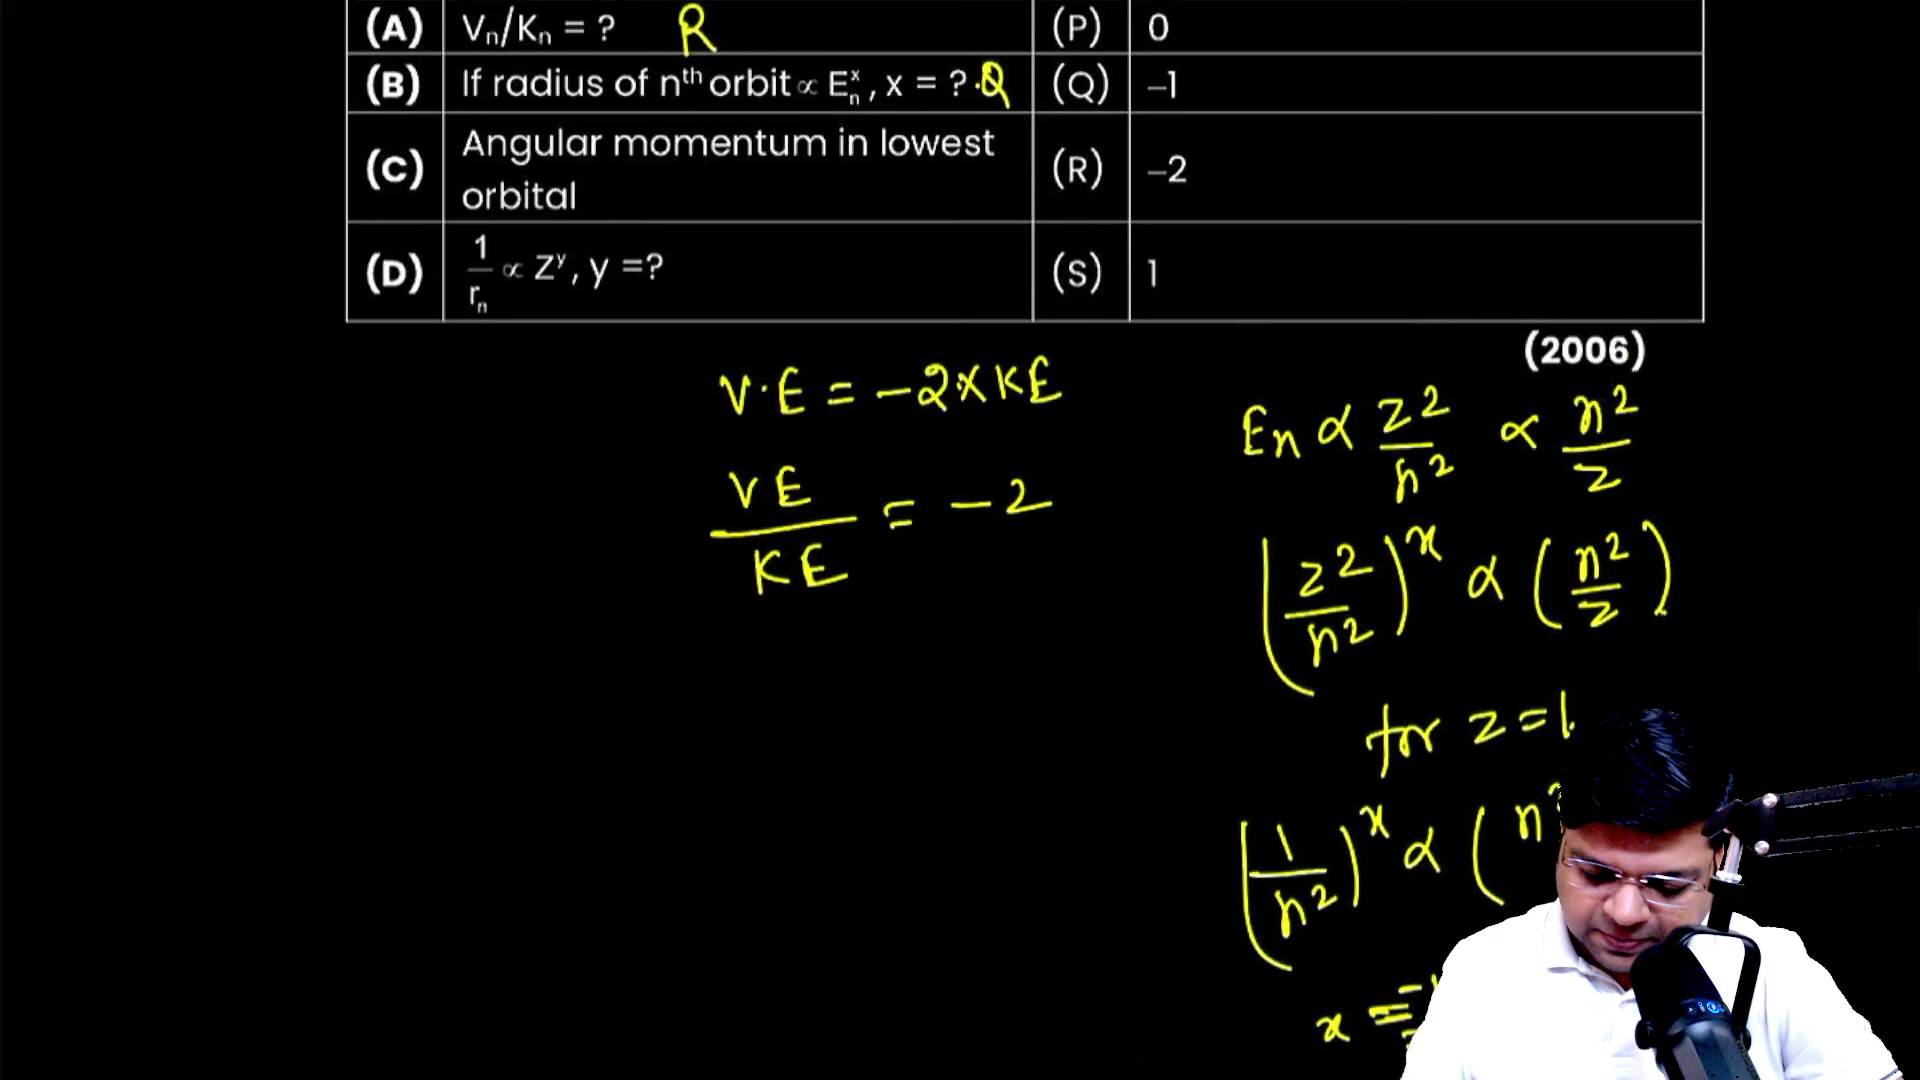 (A) Vₙ/Kₙ = ? R (P) 0
(B) If radius of nᵗʰ orbit ∝ Eₙˣ, x = ? Q (Q) –1
(C) Angular momentum in lowest orbital (R) –2
(D) 1/rₙ ∝ Zʸ, y =? (S) 1
(2006)
V.E = -2×KE
VE/KE = -2
En ∝ z²/n² ∝ n²/z
(z²/n²)ˣ ∝ (n²/z)
for z=1
(1/n²)ˣ ∝ (n
x =